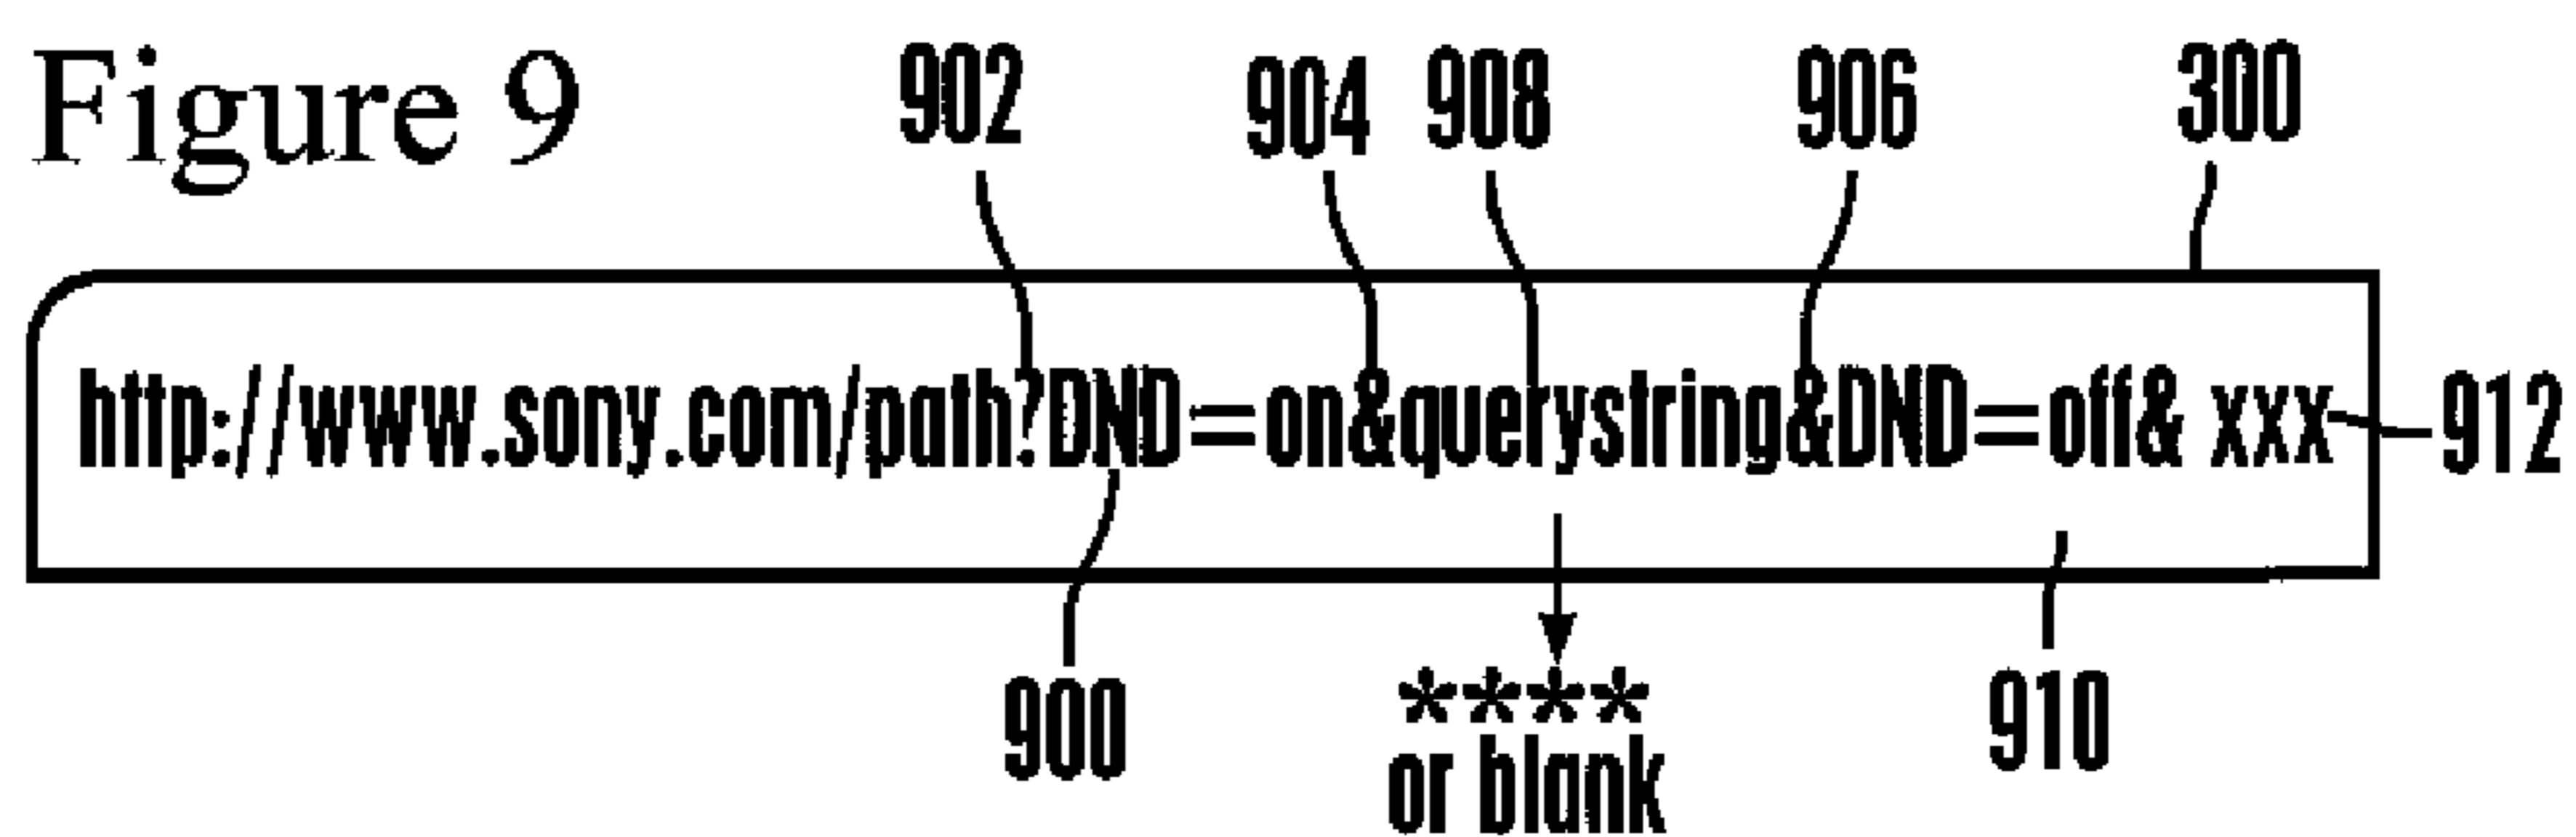 Figure 9
902 904 908 906 300
http://www.sony.com/path?DND=on&querystring&DND=off& xxx 912
900 **** 910
or blank